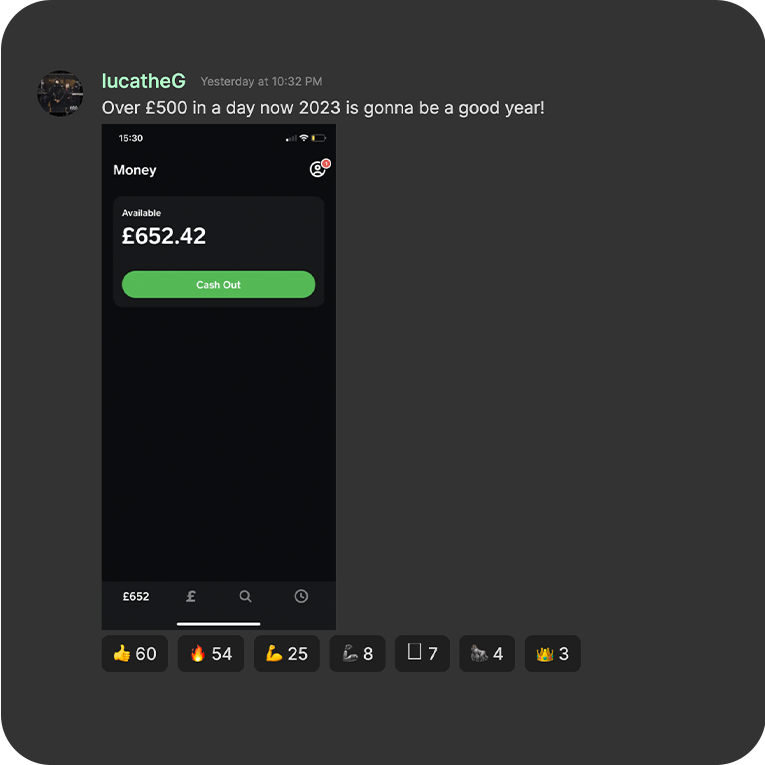 lucatheG Yesterday at 10:32 PM
Over £500 in a day now 2023 is gonna be a good year!
15:30
Money
Available
£652.42
Cash Out
£652 £
60 54 25 8 7 4 3